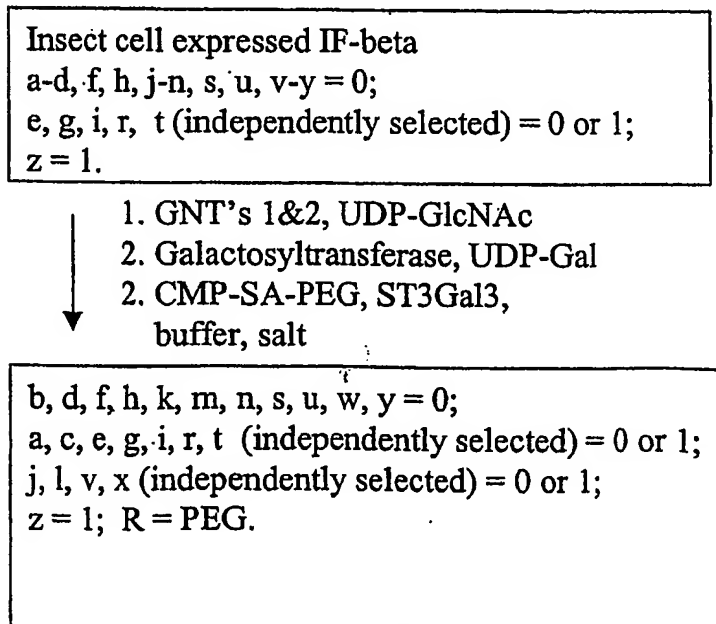 Insect cell expressed IF-beta
a-d, f, h, j-n, s, u, v-y = 0;
e, g, i, r, t (independently selected) = 0 or 1;
z = 1.
1. GNT's 1&2, UDP-GlcNAc
2. Galactosyltransferase, UDP-Gal
2. CMP-SA-PEG, ST3Gal3,
buffer, salt
b, d, f, h, k, m, n, s, u, w, y = 0;
a, c, e, g, i, r, t (independently selected) = 0 or 1;
j, l, v, x (independently selected) = 0 or 1;
z = 1; R = PEG.